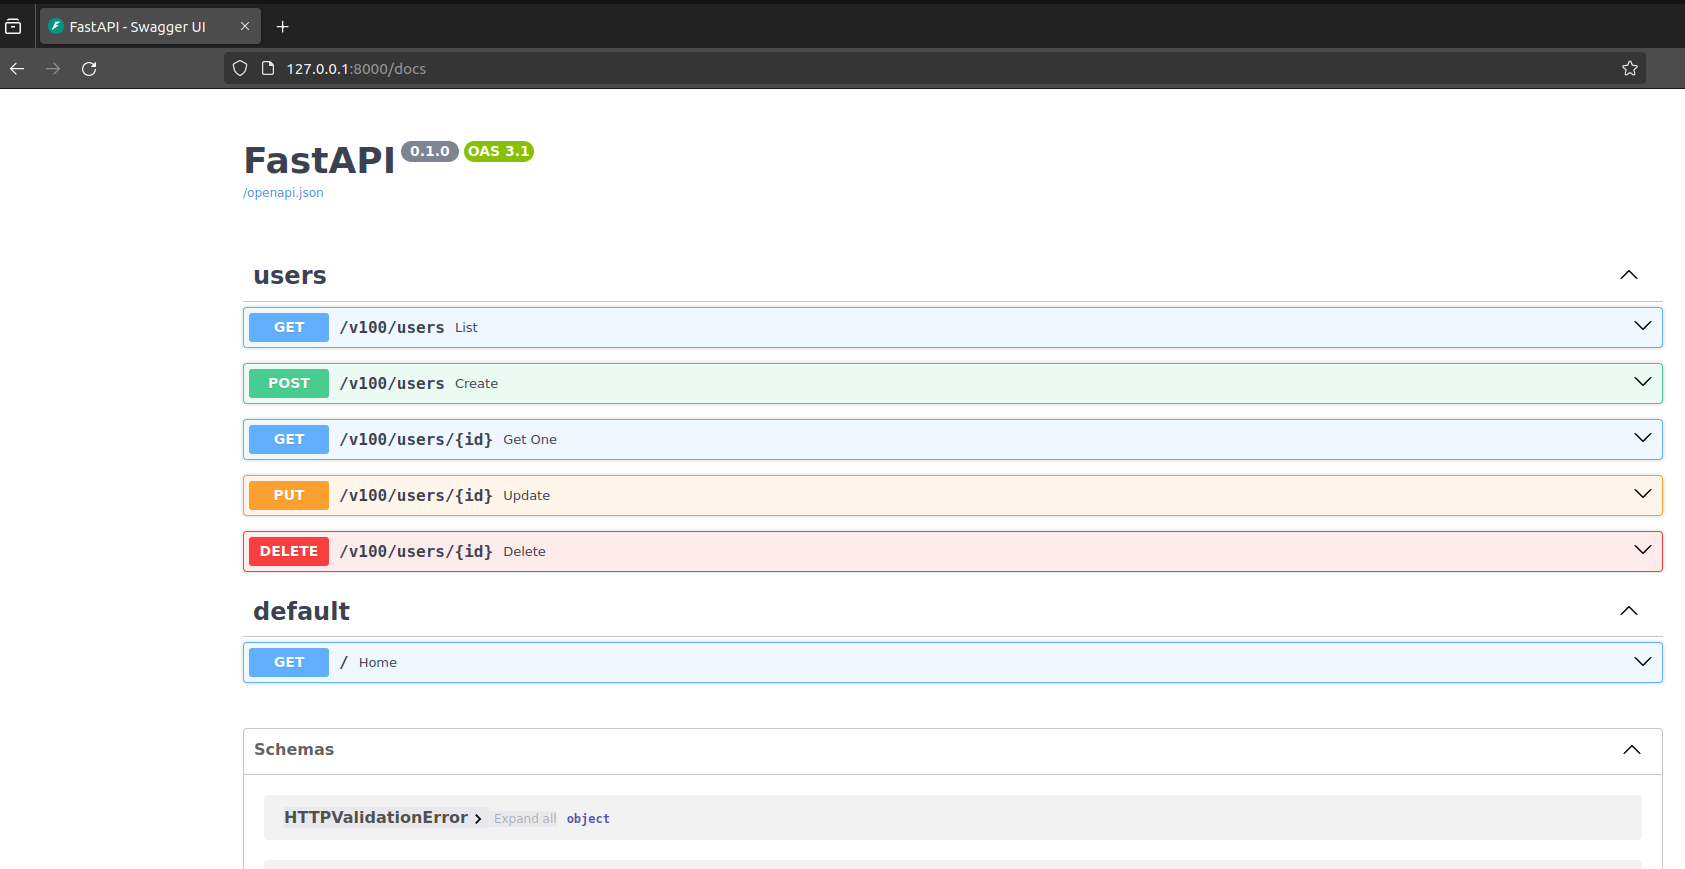 FastAPI - Swagger UI
127.0.0.1:8000/docs
FastAPI 0.1.0 OAS 3.1
/openapi.json
users
GET /v100/users List
POST /v100/users Create
GET /v100/users/{id} Get One
PUT /v100/users/{id} Update
DELETE /v100/users/{id} Delete
default
GET / Home
Schemas
HTTPValidationError Expand all object